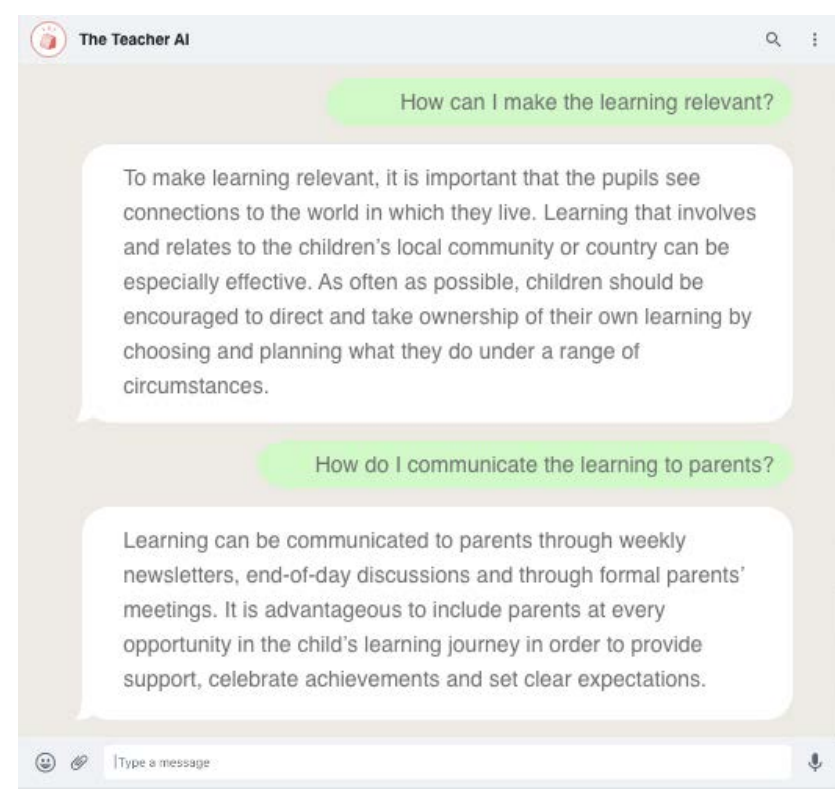 The Teacher AI
How can I make the learning relevant?
To make learning relevant, it is important that the pupils see
connections to the world in which they live. Learning that involves
and relates to the children’s local community or country can be
especially effective. As often as possible, children should be
encouraged to direct and take ownership of their own learning by
choosing and planning what they do under a range of
circumstances.
How do I communicate the learning to parents?
Learning can be communicated to parents through weekly
newsletters, end-of-day discussions and through formal parents’
meetings. It is advantageous to include parents at every
opportunity in the child’s learning journey in order to provide
support, celebrate achievements and set clear expectations.
Type a message